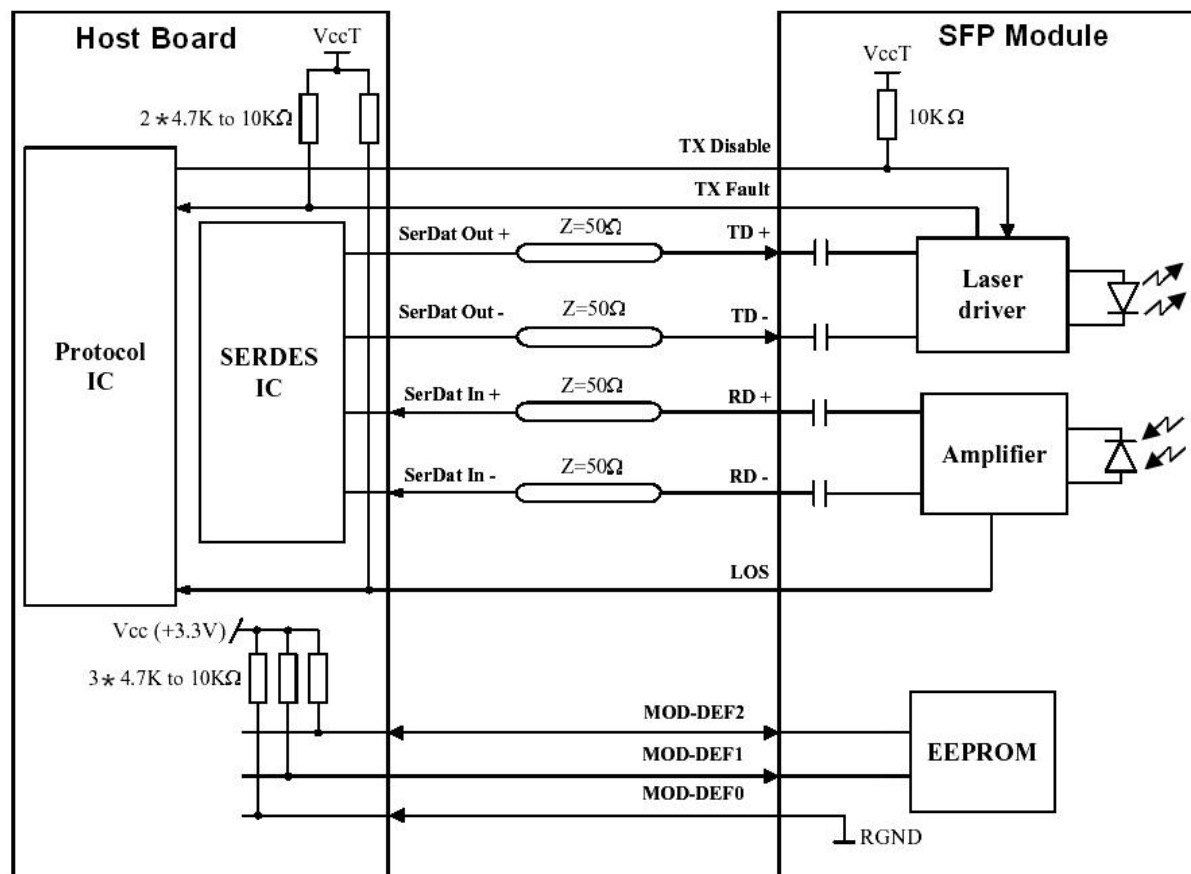 Host Board
SFP Module
VccT
VccT
2 * 4.7K to 10KΩ
10K Ω
TX Disable
TX Fault
SerDat Out +
Z=50Ω
TD +
Laser
driver
SerDat Out -
Z=50Ω
TD -
Protocol
IC
SERDES
IC
SerDat In +
Z=50Ω
RD +
Amplifier
SerDat In -
Z=50Ω
RD -
LOS
Vcc (+3.3V)
3 * 4.7K to 10KΩ
MOD-DEF2
MOD-DEF1
EEPROM
MOD-DEF0
RGND